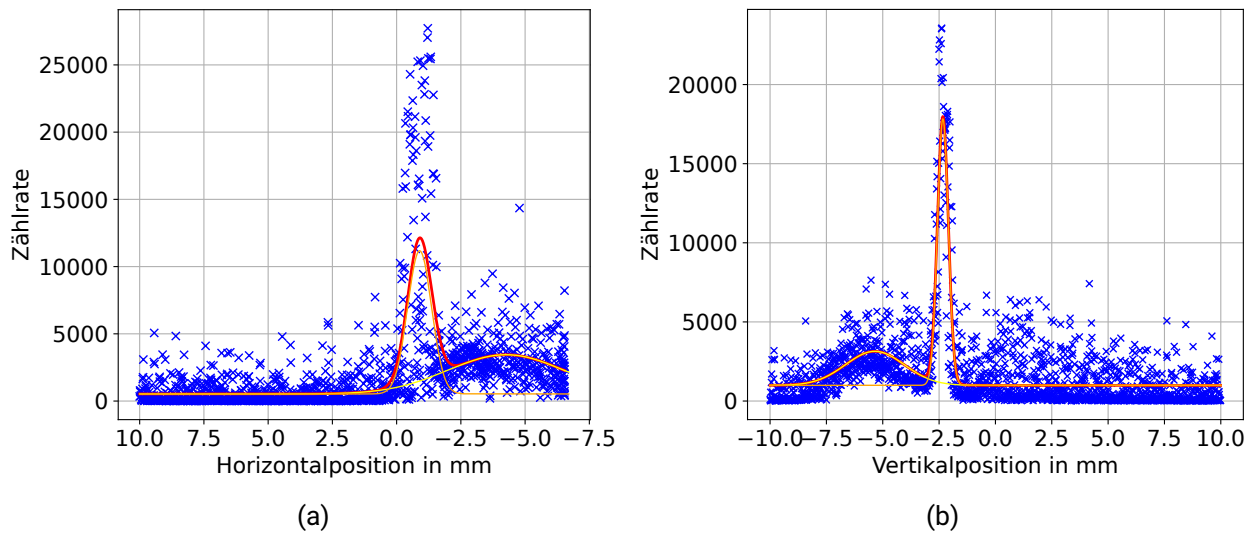 Zählrate
25000
20000
15000
10000
5000
0
10.0 7.5 5.0 2.5 0.0 −2.5 −5.0 −7.5
Horizontalposition in mm
(a)
Zählrate
20000
15000
10000
5000
0
−10.0 −7.5 −5.0 −2.5 0.0 2.5 5.0 7.5 10.0
Vertikalposition in mm
(b)